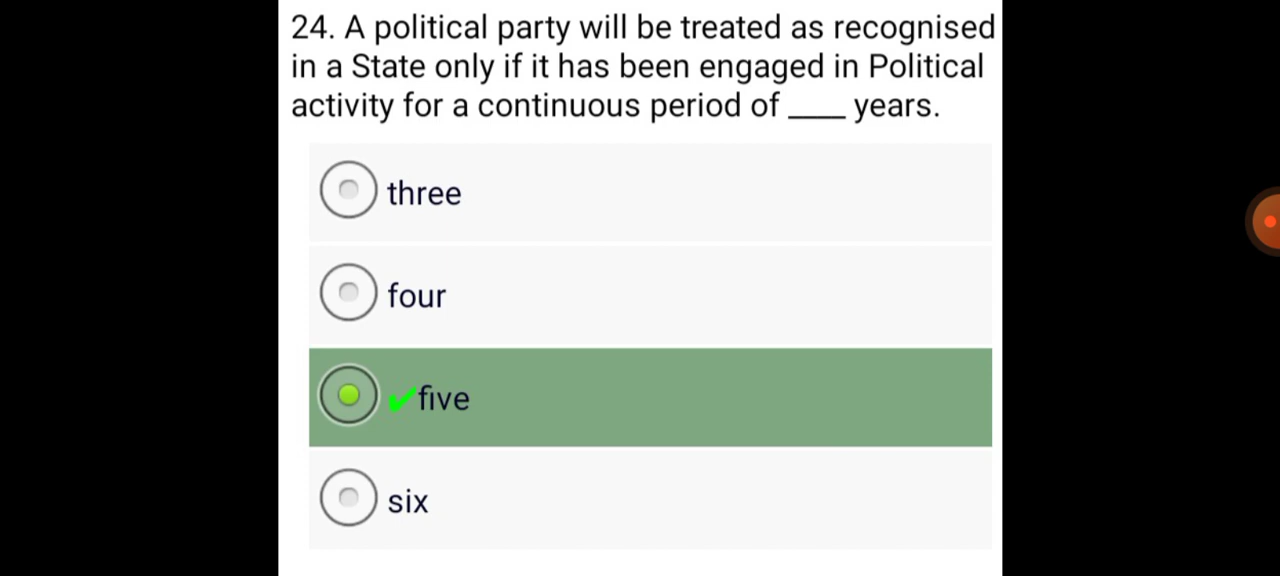 24. A political party will be treated as recognised
in a State only if it has been engaged in Political
activity for a continuous period of ____ years.
three
four
✔five
six